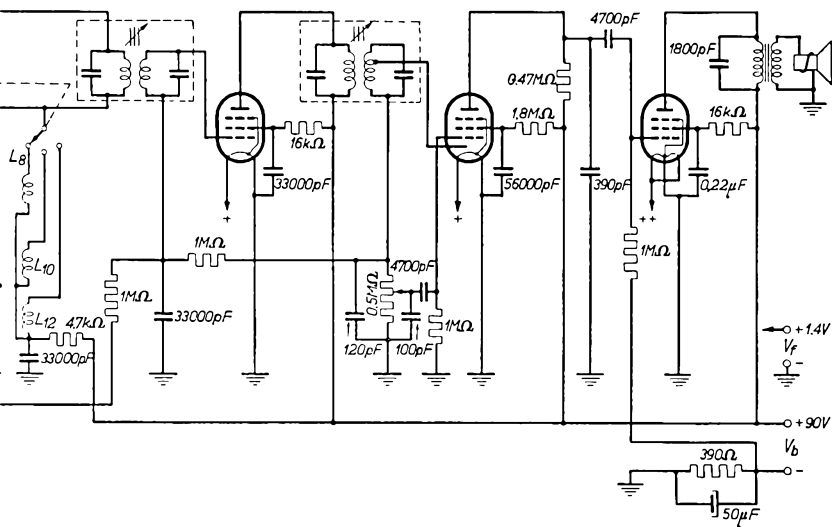 4700pF
1800pF
0.47MΩ
1.8MΩ
16kΩ
16kΩ
L8
33000pF
56000pF
390pF
0.22μF
+
+
++
1MΩ
4700pF
1MΩ
L10
1MΩ
0.5MΩ
33000pF
L12
4.7kΩ
1MΩ
+1.4V
120pF
100pF
33000pF
Vf
-
+90V
Vb
390Ω
-
50μF